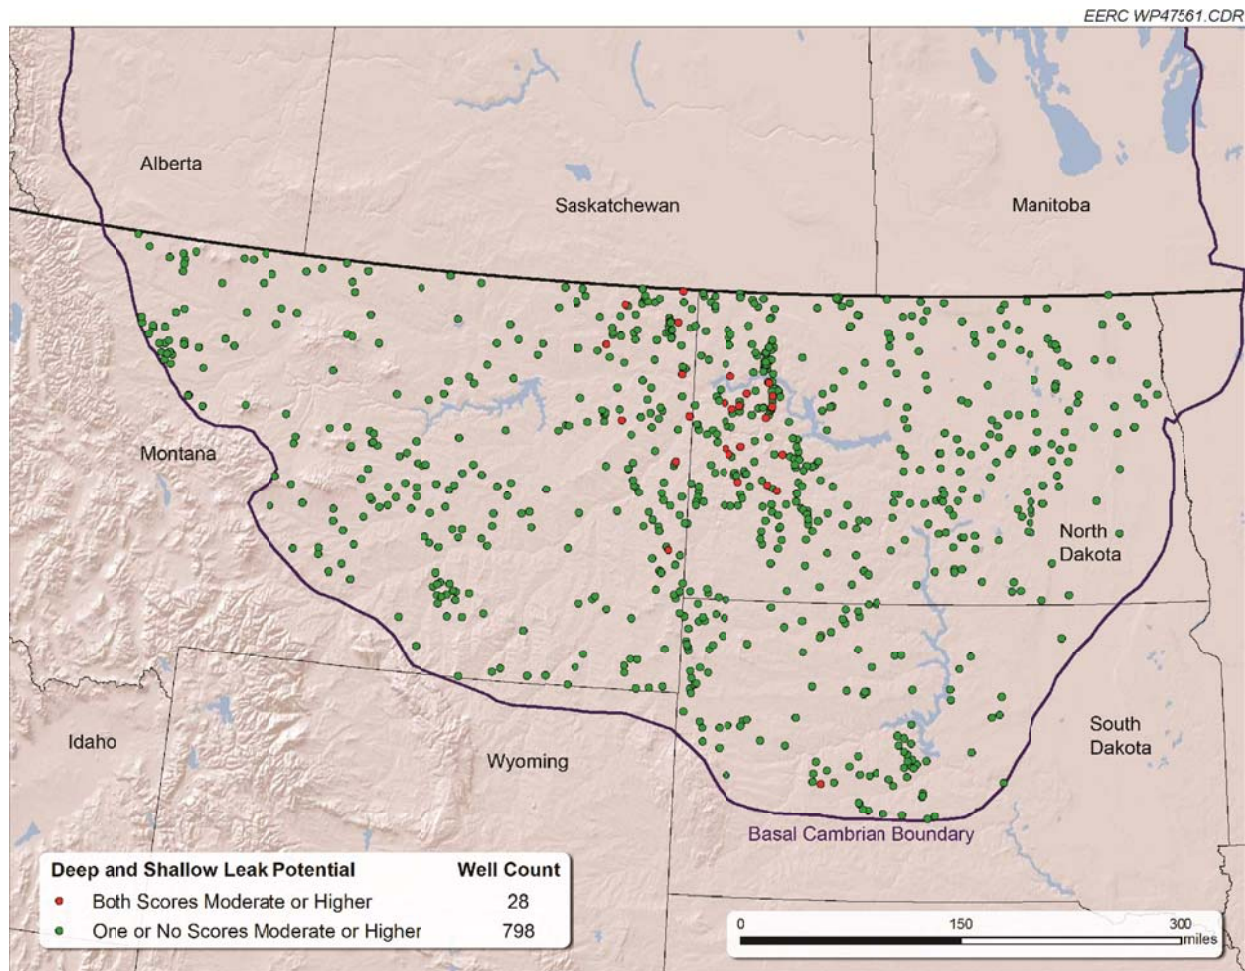 EERC WP47561.CDR
Alberta
Saskatchewan
Manitoba
Montana
North
Dakota
South
Dakota
Idaho
Wyoming
Basal Cambrian Boundary
Deep and Shallow Leak Potential Well Count
Both Scores Moderate or Higher 28
One or No Scores Moderate or Higher 798
0 150 300
miles